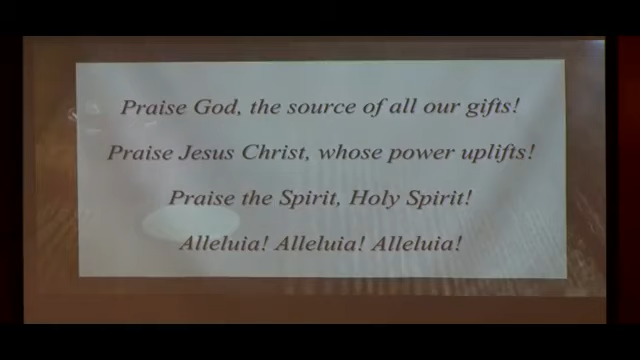 Praise God, the source of all our gifts!
Praise Jesus Christ, whose power uplifts!
Praise the Spirit, Holy Spirit!
Alleluia! Alleluia! Alleluia!